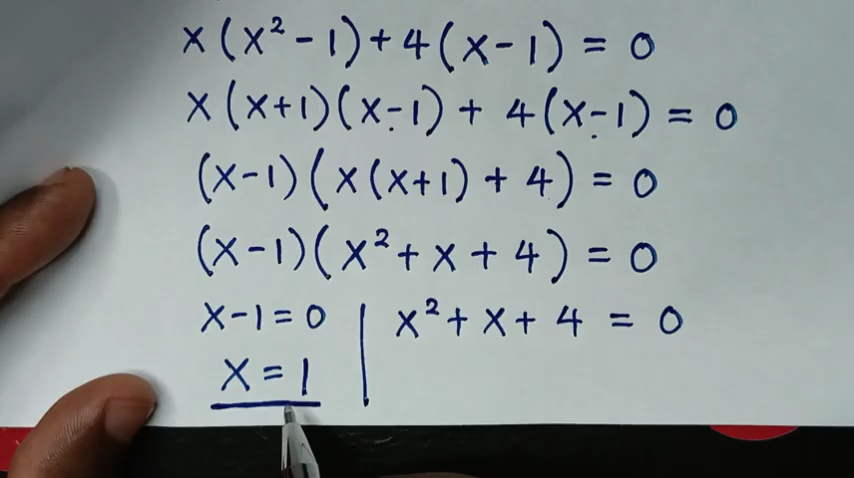 x(x²-1)+4(x-1)=0
x(x+1)(x-1)+4(x-1)=0
(x-1)(x(x+1)+4)=0
(x-1)(x²+x+4)=0
x-1=0 | x²+x+4=0
x=1